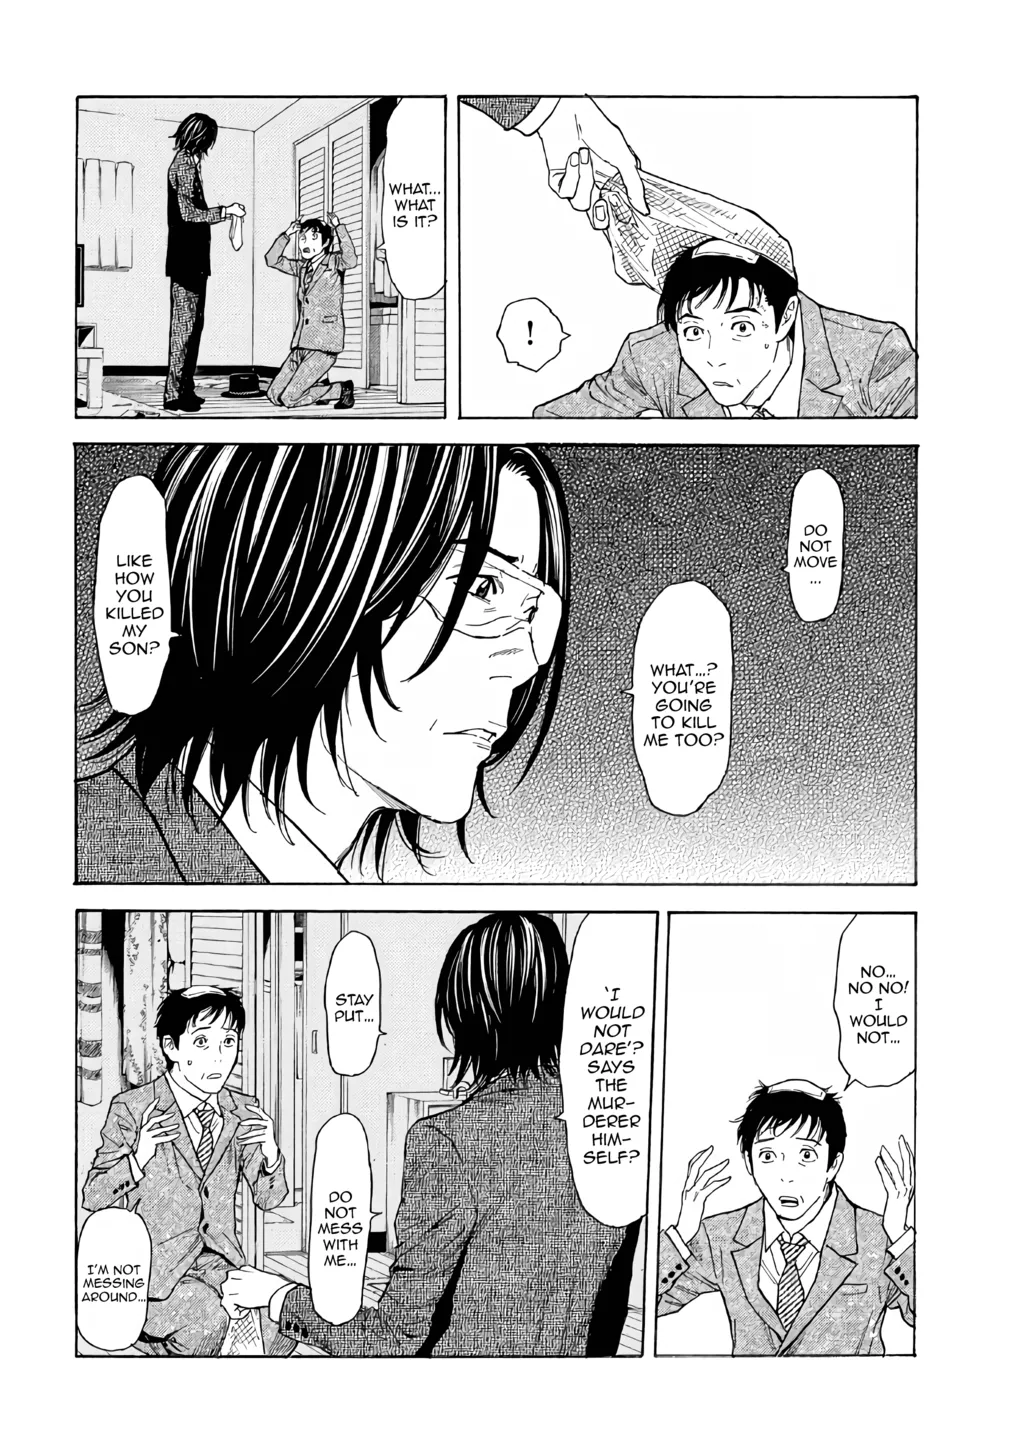 !
WHAT...
WHAT
IS IT?
DO
NOT
MOVE
...
WHAT...?
YOU'RE
GOING
TO KILL
ME TOO?
LIKE
HOW
YOU
KILLED
MY
SON?
NO...
NO NO!
I
WOULD
NOT...
'I
WOULD
NOT
DARE'?
SAYS
THE
MUR-
DERER
HIM-
SELF?
STAY
PUT...
DO
NOT
MESS
WITH
ME...
I'M NOT
MESSING
AROUND...